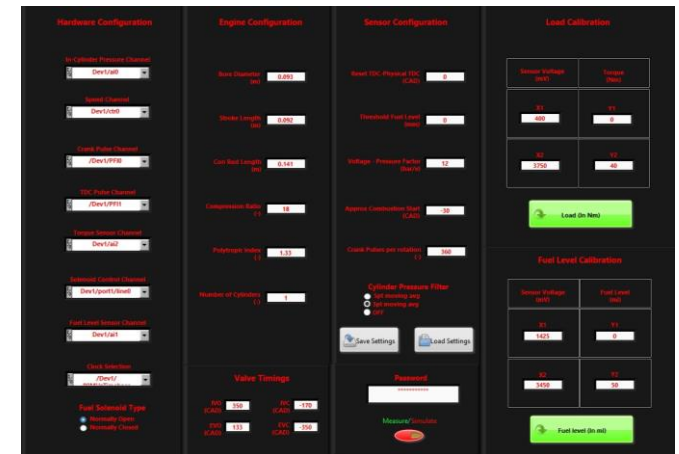 Hardware Configuration
In-Cylinder Pressure Channel
Dev1/ai0
Speed Channel
Dev1/ctr0
Crank Pulse Channel
/Dev1/PFI0
TDC Pulse Channel
/Dev1/PFI1
Torque Sensor Channel
Dev1/ai2
Solenoid Control Channel
Dev1/port1/line0
Fuel Level Sensor Channel
Dev1/ai1
Clock Selection
/Dev1/
Fuel Solenoid Type
Normally Open
Normally Closed
Engine Configuration
Bore Diameter
(m)
0.093
Stroke Length
(m)
0.092
Con Rod Length
(m)
0.141
Compression Ratio
(-)
18
Polytropic Index
(-)
1.33
Number of Cylinders
(-)
1
Valve Timings
IVO
(CAD)
350
IVC
(CAD)
-170
EVO
(CAD)
133
EVC
(CAD)
-350
Sensor Configuration
Reset TDC-Physical TDC
(CAD)
0
Threshold Fuel Level
(mm)
0
Voltage - Pressure Factor
(bar/v)
12
Approx Combustion Start
(CAD)
-30
Crank Pulses per rotation
(-)
360
Cylinder Pressure Filter
5pt moving avg
3pt moving avg
OFF
Save Settings
Load Settings
Password
***********
Measure/Simulate
Load Calibration
Sensor Voltage
(mV)
Torque
(Nm)
X1
400
Y1
0
X2
3750
Y2
40
Load (In Nm)
Fuel Level Calibration
Sensor Voltage
(mV)
Fuel Level
(ml)
X1
1425
Y1
0
X2
3450
Y2
50
Fuel level (In ml)